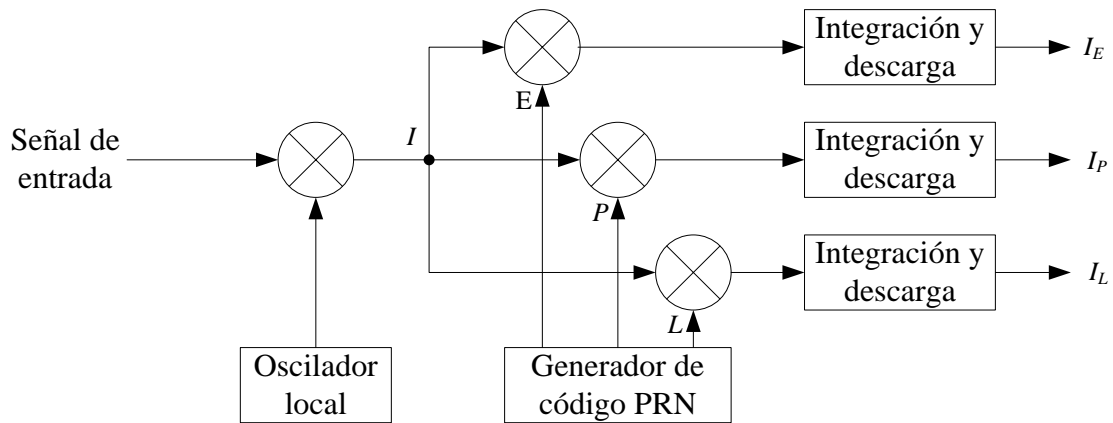 Integración y
descarga
I_E
E
Señal de
entrada
I
Integración y
descarga
I_P
P
Integración y
descarga
I_L
L
Oscilador
local
Generador de
código PRN